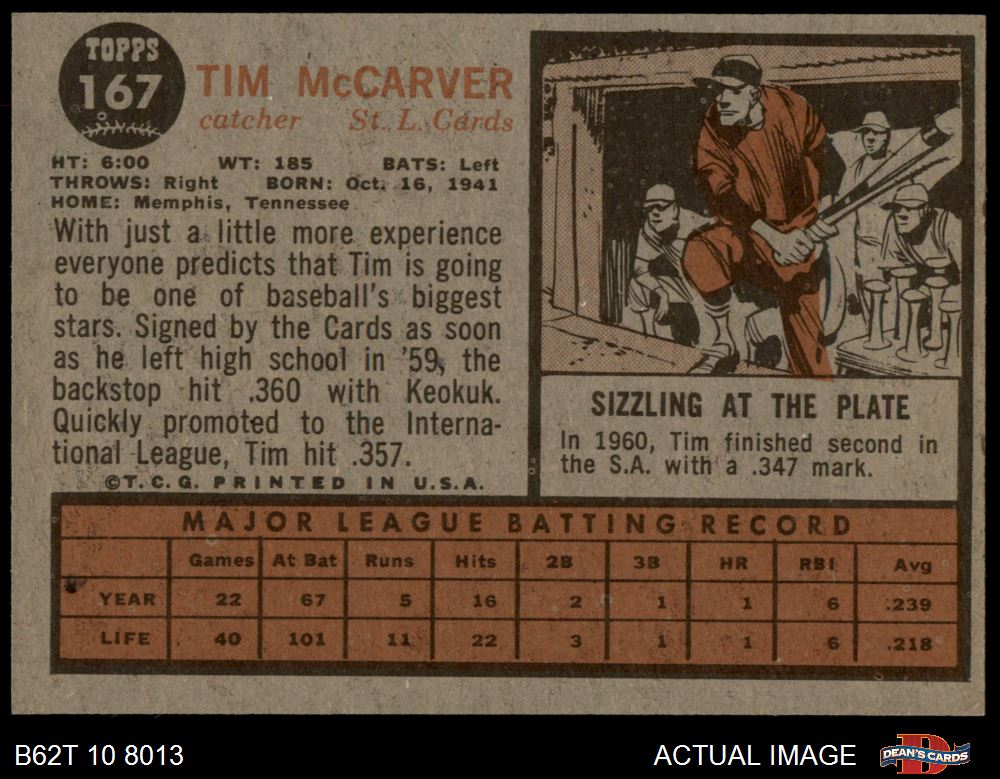 TOPPS
167
TIM McCARVER
catcher St. L. Cards
HT: 6:00 WT: 185 BATS: Left
THROWS: Right BORN: Oct. 16, 1941
HOME: Memphis, Tennessee
With just a little more experience
everyone predicts that Tim is going
to be one of baseball's biggest
stars. Signed by the Cards as soon
as he left high school in '59, the
backstop hit .360 with Keokuk.
Quickly promoted to the Interna-
tional League, Tim hit .357.
©T.C.G. PRINTED IN U.S.A.
SIZZLING AT THE PLATE
In 1960, Tim finished second in
the S.A. with a .347 mark.
MAJOR LEAGUE BATTING RECORD
Games At Bat Runs Hits 2B 3B HR RBI Avg
YEAR 22 67 5 16 2 1 1 6 .239
LIFE 40 101 11 22 3 1 1 6 .218
B62T 10 8013 ACTUAL IMAGE DEAN'S CARDS